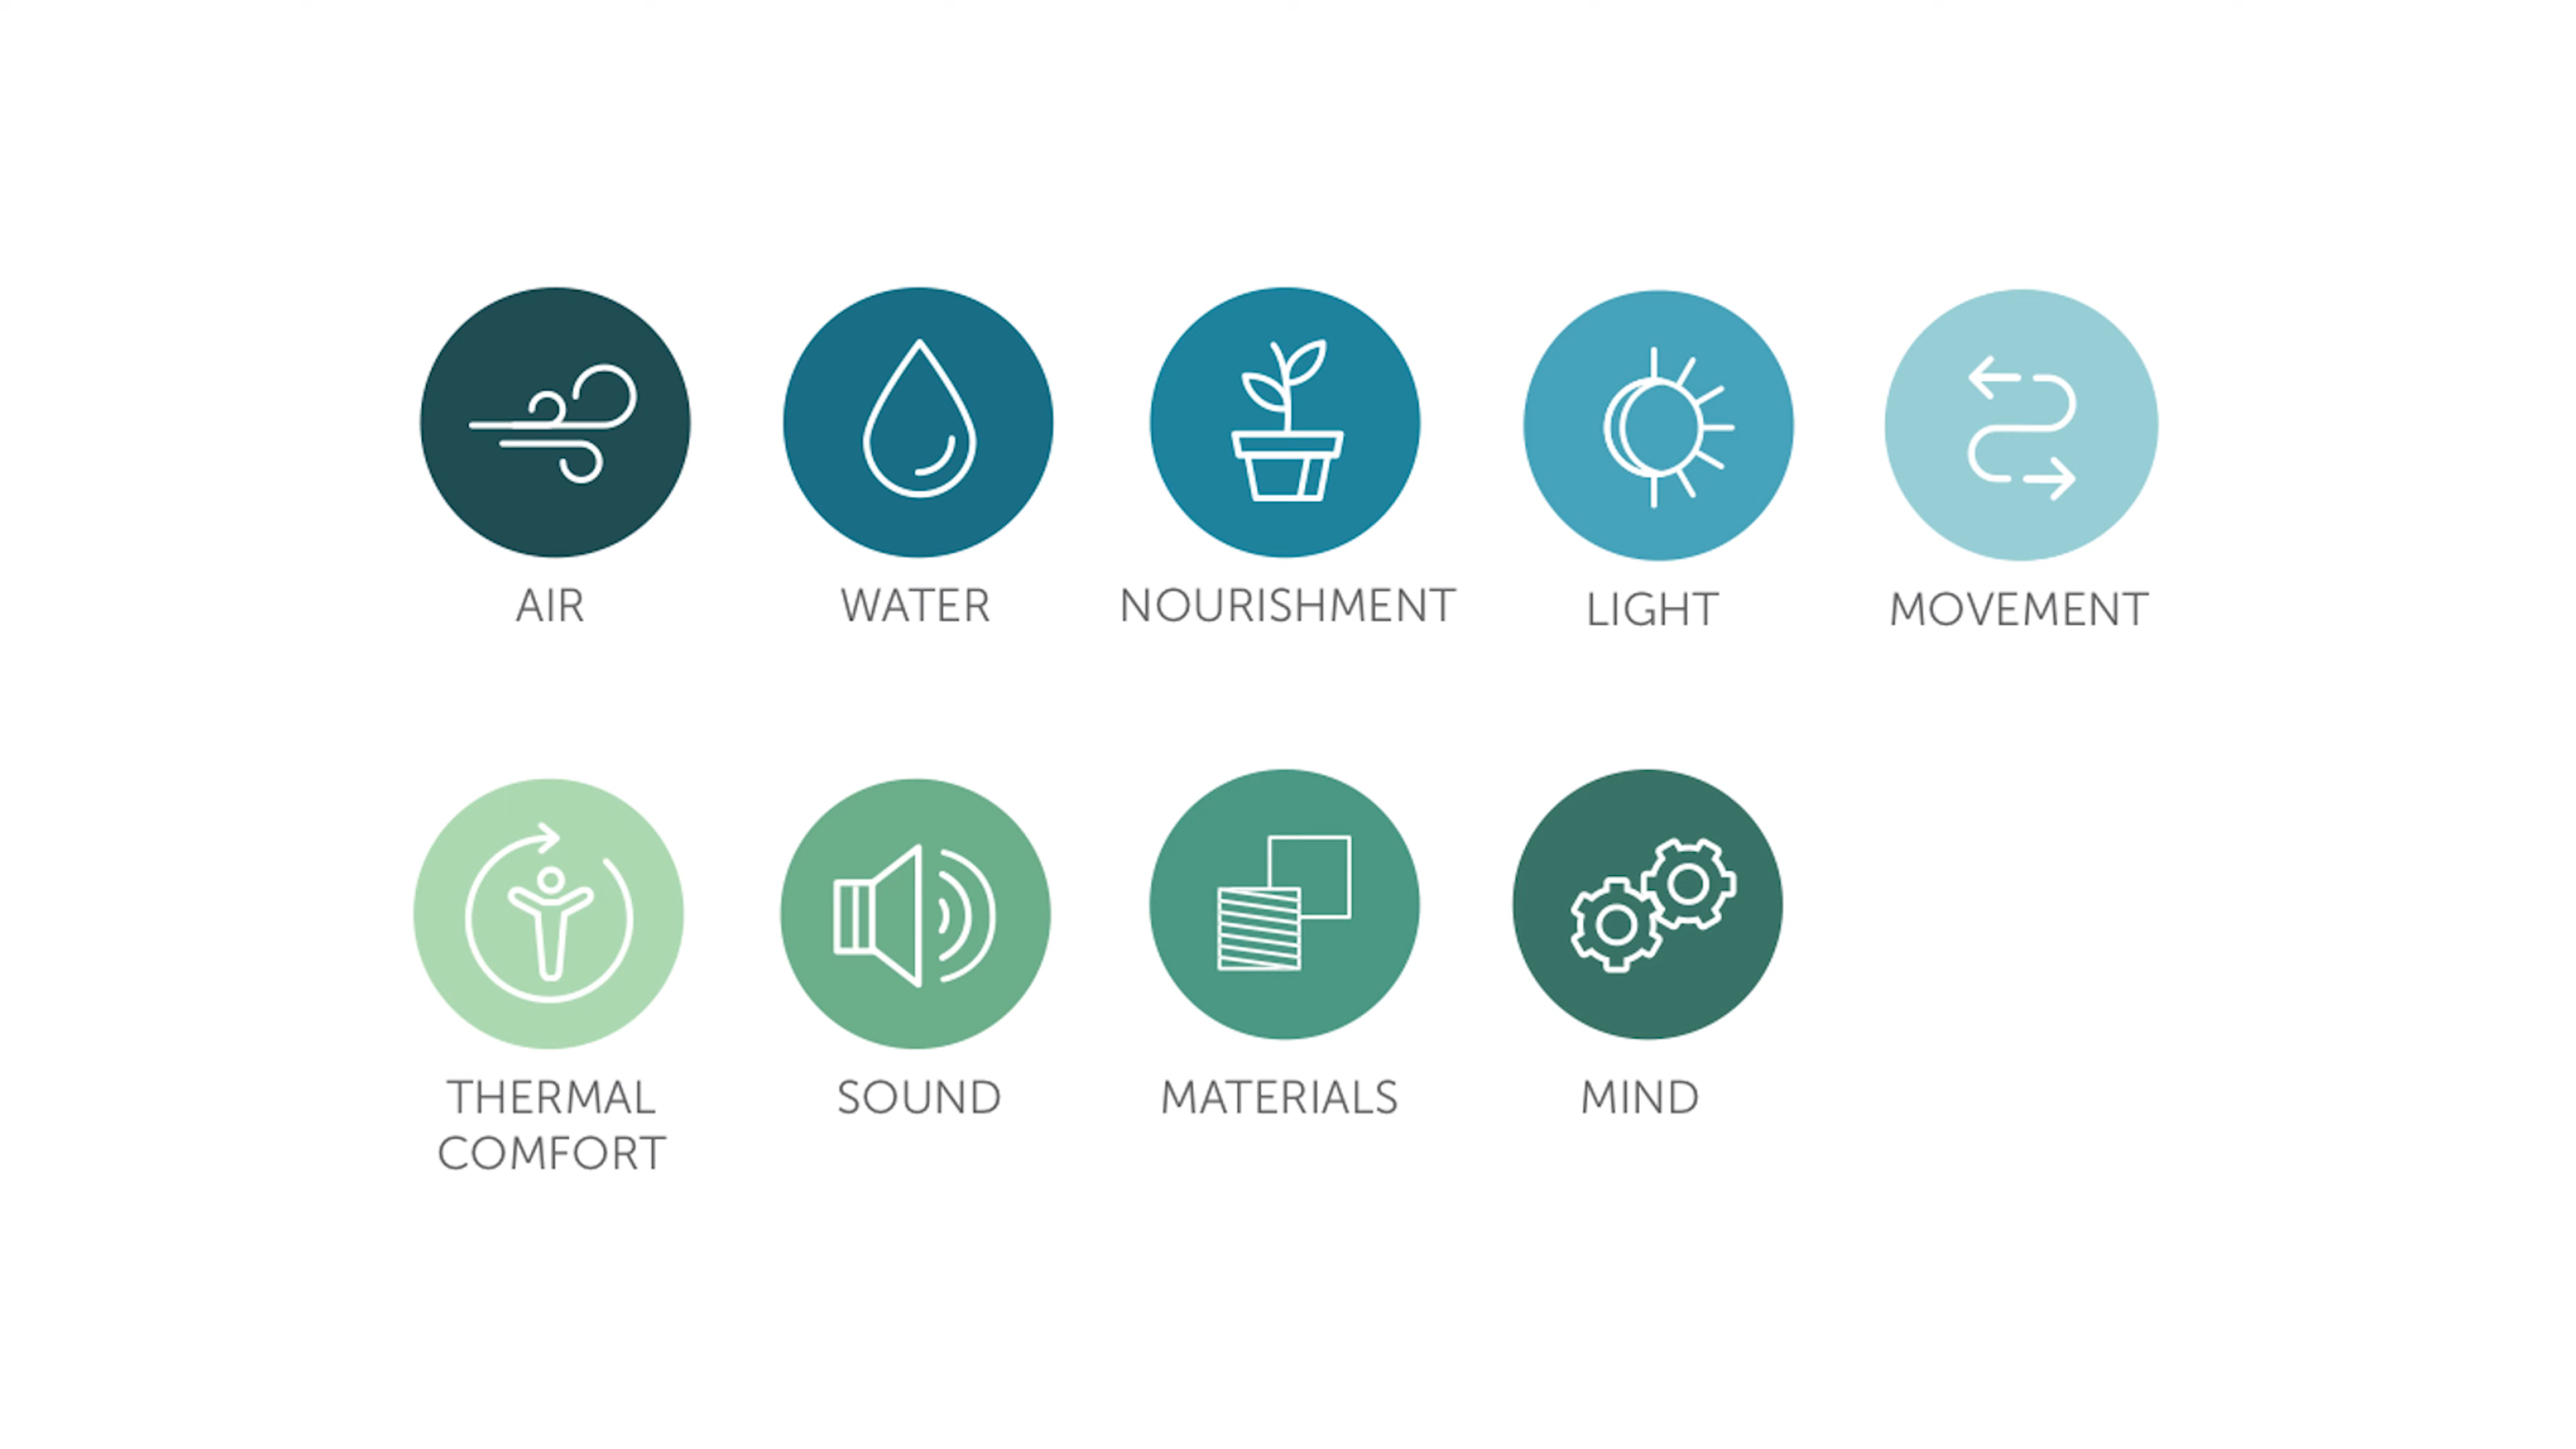 AIR
WATER
NOURISHMENT
LIGHT
MOVEMENT
THERMAL
COMFORT
SOUND
MATERIALS
MIND